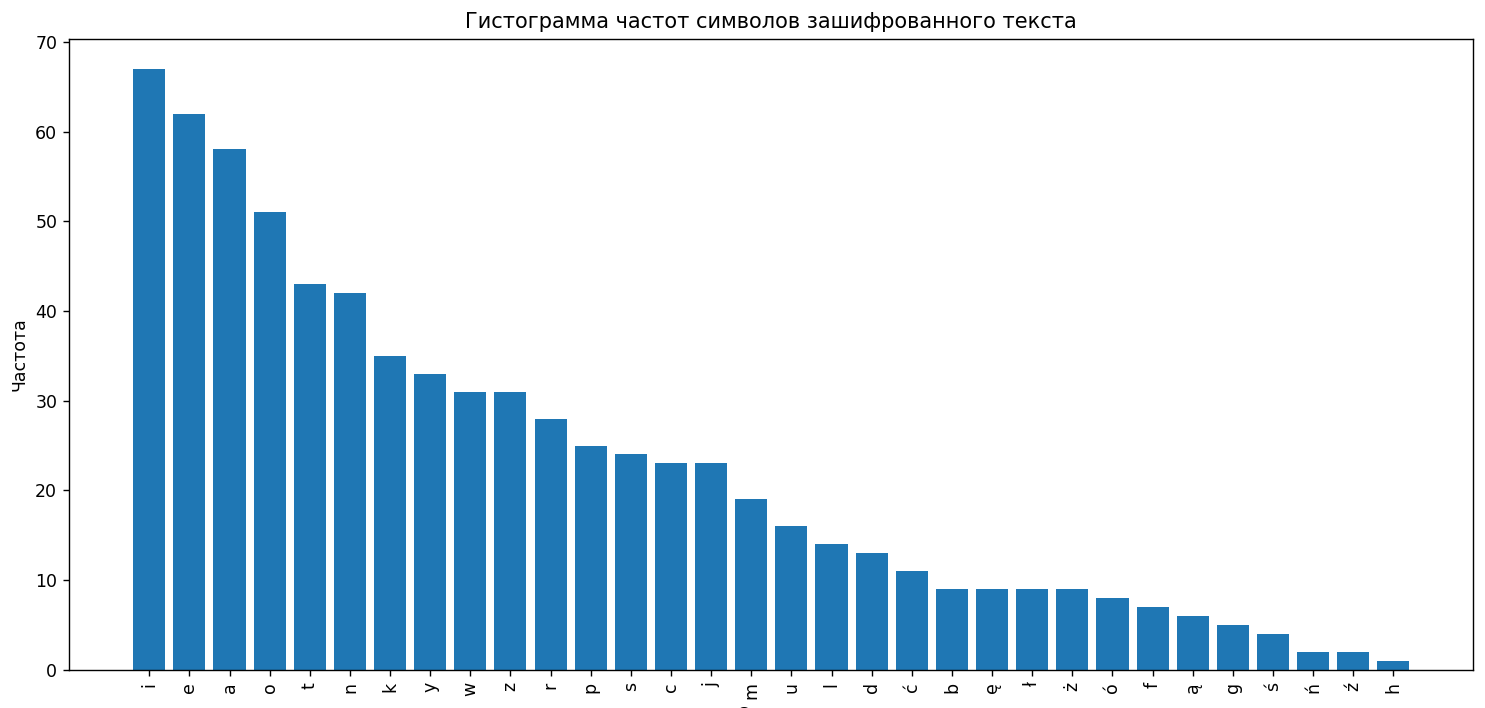 Гистограмма частот символов зашифрованного текста
Частота
70
60
50
40
30
20
10
0
i e a o t n k y w z r p s c j m u l d ć b ę ł ż ó f ą g ś ń ź h